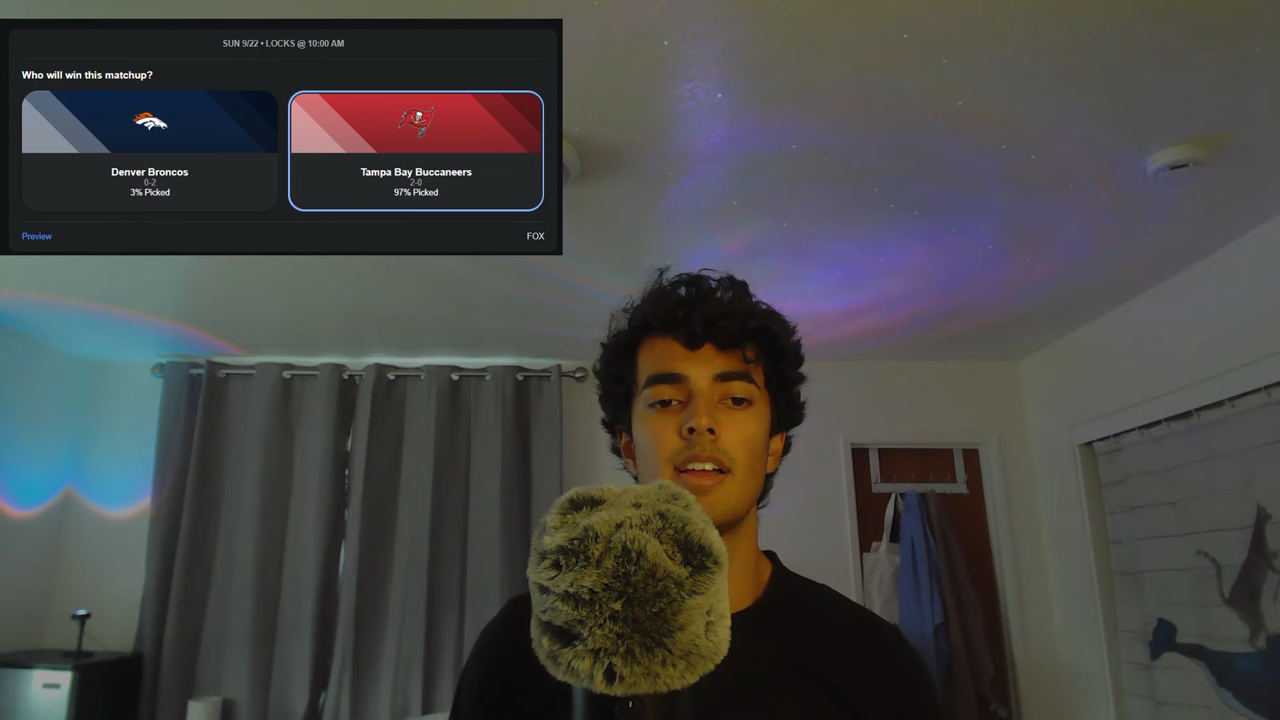 SUN 9/22 • LOCKS @ 10:00 AM
Who will win this matchup?
Denver Broncos
0-2
3% Picked
Tampa Bay Buccaneers
2-0
97% Picked
Preview
FOX